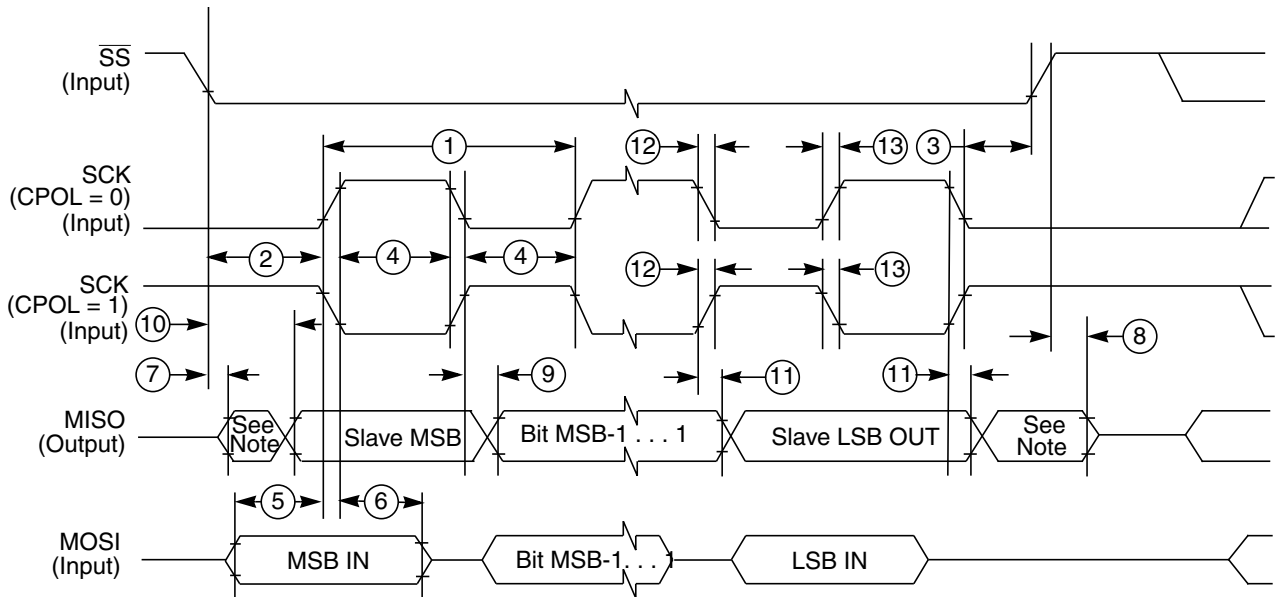 SS
(Input)
1
12
13
3
SCK
(CPOL = 0)
(Input)
2
4
4
12
13
SCK
(CPOL = 1)
(Input)
10
8
7
9
11
11
MISO
(Output)
See
Note
Slave MSB
Bit MSB-1 . . . 1
Slave LSB OUT
See
Note
5
6
MOSI
(Input)
MSB IN
Bit MSB-1. . . 1
LSB IN